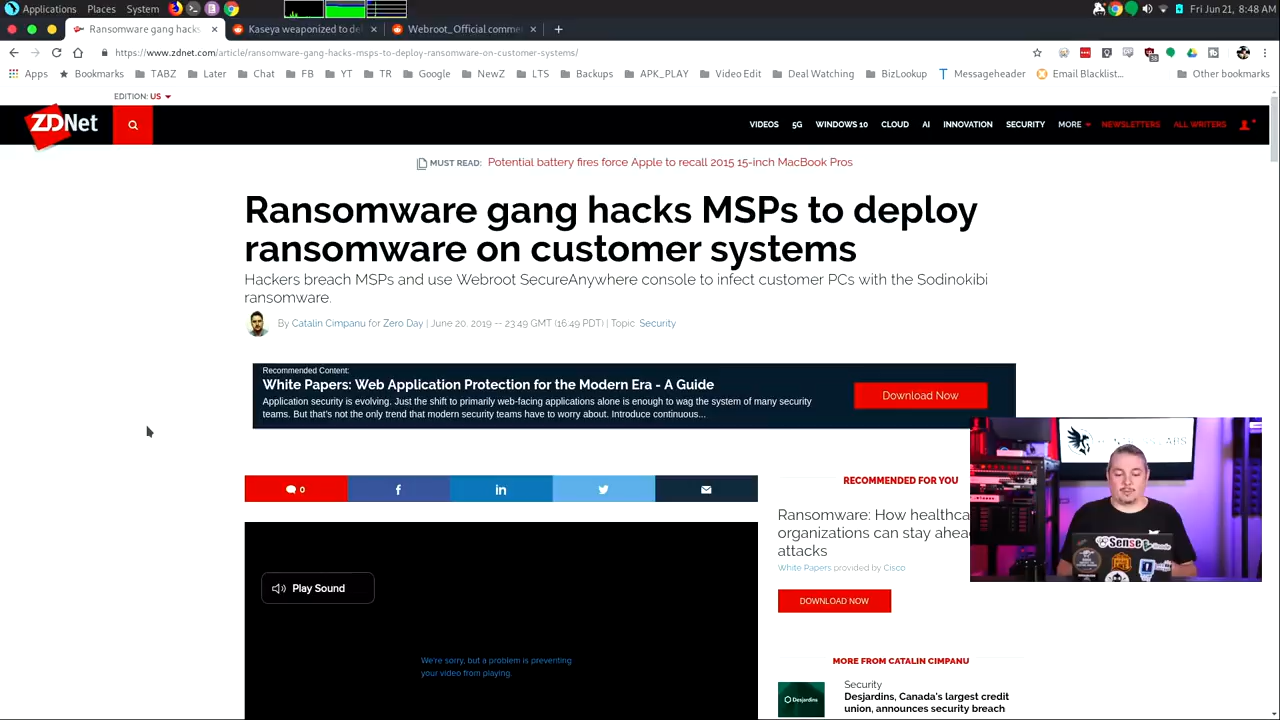 Applications Places System
Fri Jun 21, 8:48 AM
Ransomware gang hacks
Kaseya weaponized to de
Webroot_Official comme
https://www.zdnet.com/article/ransomware-gang-hacks-msps-to-deploy-ransomware-on-customer-systems/
Apps Bookmarks TABZ Later Chat FB YT TR Google NewZ LTS Backups APK_PLAY Video Edit Deal Watching BizLookup Messageheader Email Blacklist... Other bookmarks
EDITION: US
ZDNet
VIDEOS 5G WINDOWS 10 CLOUD AI INNOVATION SECURITY MORE NEWSLETTERS ALL WRITERS
MUST READ: Potential battery fires force Apple to recall 2015 15-inch MacBook Pros
Ransomware gang hacks MSPs to deploy
ransomware on customer systems
Hackers breach MSPs and use Webroot SecureAnywhere console to infect customer PCs with the Sodinokibi
ransomware.
By Catalin Cimpanu for Zero Day | June 20, 2019 -- 23:49 GMT (16:49 PDT) | Topic: Security
Recommended Content:
White Papers: Web Application Protection for the Modern Era - A Guide
Application security is evolving. Just the shift to primarily web-facing applications alone is enough to wag the system of many security
teams. But that's not the only trend that modern security teams have to worry about. Introduce continuous...
Download Now
0
Play Sound
We're sorry, but a problem is preventing
your video from playing.
RECOMMENDED FOR YOU
Ransomware: How healthca
organizations can stay ahea
attacks
White Papers provided by Cisco
DOWNLOAD NOW
MORE FROM CATALIN CIMPANU
Desjardins
Security
Desjardins, Canada's largest credit
union, announces security breach
Sense